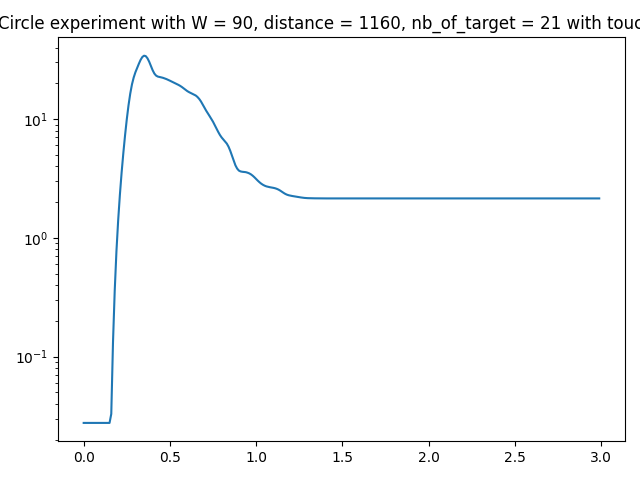 Circle experiment with W = 90, distance = 1160, nb_of_target = 21 with touc
10¹
10⁰
10⁻¹
0.0 0.5 1.0 1.5 2.0 2.5 3.0